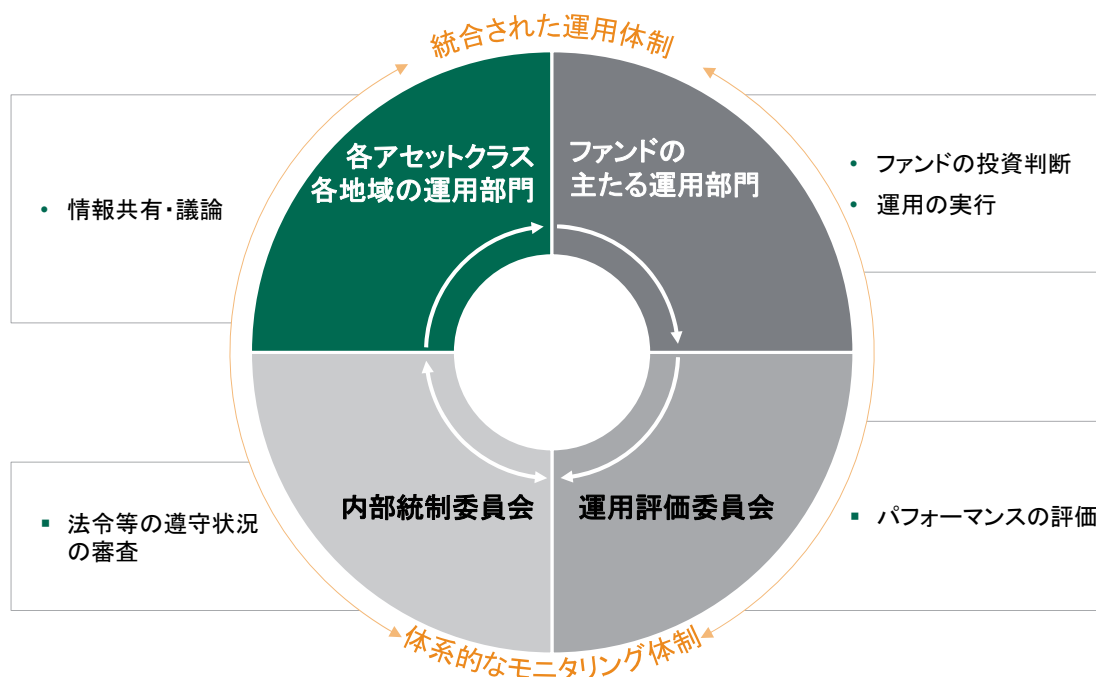 統合された運用体制
各アセットクラス
各地域の運用部門
ファンドの
主たる運用部門
• 情報共有・議論
• ファンドの投資判断
• 運用の実行
内部統制委員会
運用評価委員会
▪ 法令等の遵守状況
の審査
▪ パフォーマンスの評価
体系的なモニタリング体制